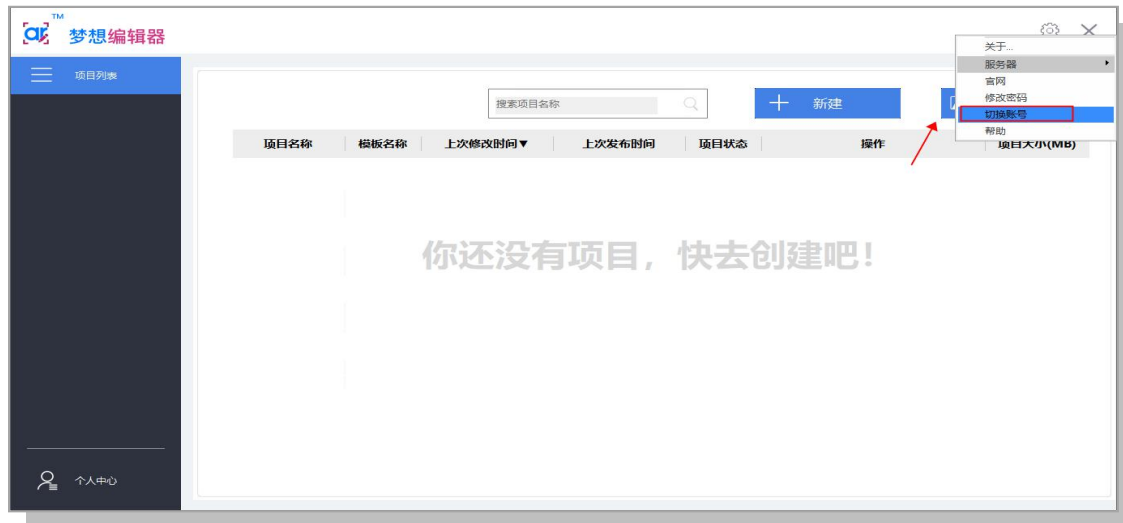 ar TM 梦想编辑器
关于...
服务器
官网
修改密码
切换账号
帮助
项目列表
搜索项目名称
新建
项目名称 模板名称 上次修改时间▼ 上次发布时间 项目状态 操作 项目大小(MB)
你还没有项目，快去创建吧！
个人中心